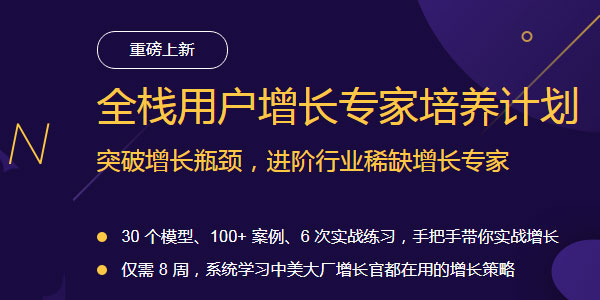 重磅上新
全栈用户增长专家培养计划
突破增长瓶颈，进阶行业稀缺增长专家
30 个模型、100+ 案例、6 次实战练习，手把手带你实战增长
仅需 8 周，系统学习中美大厂增长官都在用的增长策略